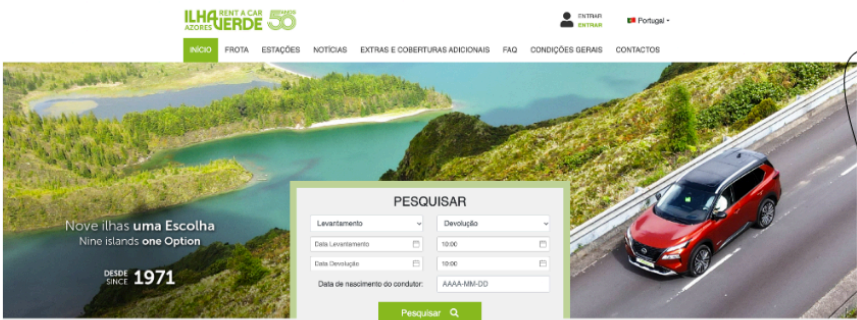 ILHA RENT A CAR
AZORES VERDE 50
ENTRAR
ENTRAR
Portugal
INÍCIO FROTA ESTAÇÕES NOTÍCIAS EXTRAS E COBERTURAS ADICIONAIS FAQ CONDIÇÕES GERAIS CONTACTOS
Nove ilhas uma Escolha
Nine islands one Option
DESDE
SINCE 1971
PESQUISAR
Levantamento Devolução
Data Levantamento 10:00
Data Devolução 10:00
Data de nascimento do condutor: AAAA-MM-DD
Pesquisar